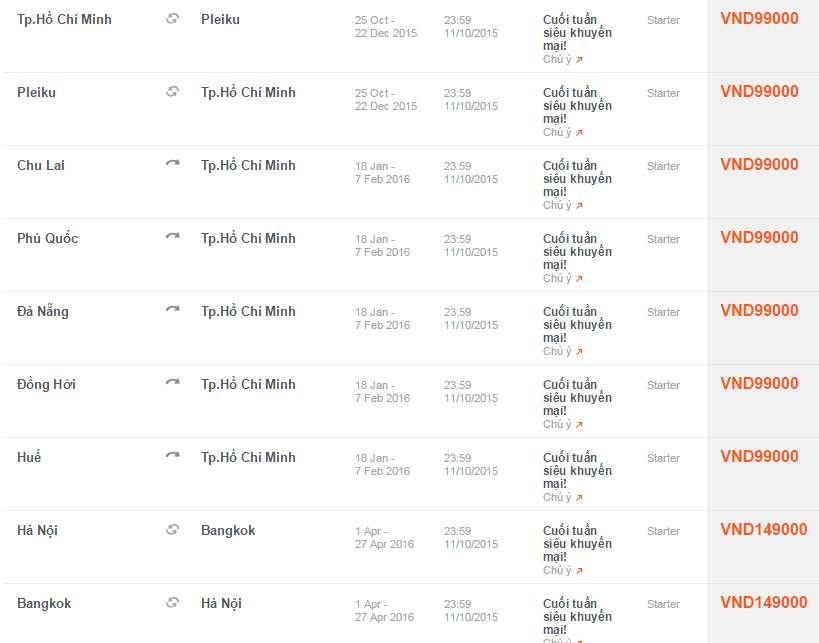 Tp.Hồ Chí Minh Pleiku 25 Oct - 23:59 Cuối tuần Starter VND99000
22 Dec 2015 11/10/2015 siêu khuyến
mại!
Chú ý
Pleiku Tp.Hồ Chí Minh 25 Oct - 23:59 Cuối tuần Starter VND99000
22 Dec 2015 11/10/2015 siêu khuyến
mại!
Chú ý
Chu Lai Tp.Hồ Chí Minh 18 Jan - 23:59 Cuối tuần Starter VND99000
7 Feb 2016 11/10/2015 siêu khuyến
mại!
Chú ý
Phú Quốc Tp.Hồ Chí Minh 18 Jan - 23:59 Cuối tuần Starter VND99000
7 Feb 2016 11/10/2015 siêu khuyến
mại!
Chú ý
Đà Nẵng Tp.Hồ Chí Minh 18 Jan - 23:59 Cuối tuần Starter VND99000
7 Feb 2016 11/10/2015 siêu khuyến
mại!
Chú ý
Đồng Hới Tp.Hồ Chí Minh 18 Jan - 23:59 Cuối tuần Starter VND99000
7 Feb 2016 11/10/2015 siêu khuyến
mại!
Chú ý
Huế Tp.Hồ Chí Minh 18 Jan - 23:59 Cuối tuần Starter VND99000
7 Feb 2016 11/10/2015 siêu khuyến
mại!
Chú ý
Hà Nội Bangkok 1 Apr - 23:59 Cuối tuần Starter VND149000
27 Apr 2016 11/10/2015 siêu khuyến
mại!
Chú ý
Bangkok Hà Nội 1 Apr - 23:59 Cuối tuần Starter VND149000
27 Apr 2016 11/10/2015 siêu khuyến
mại!